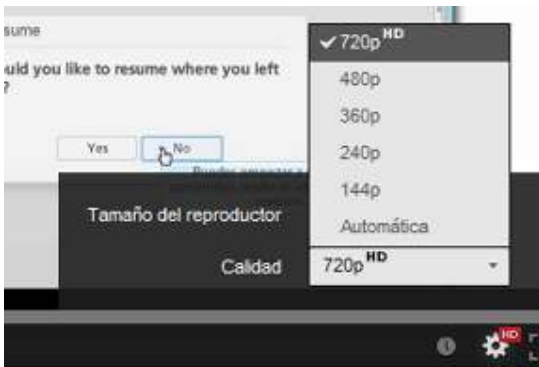 sume
uld you like to resume where you left
?
Yes
No
Tamaño del reproductor
Calidad
720p HD
480p
360p
240p
144p
Automática
720p HD
HD